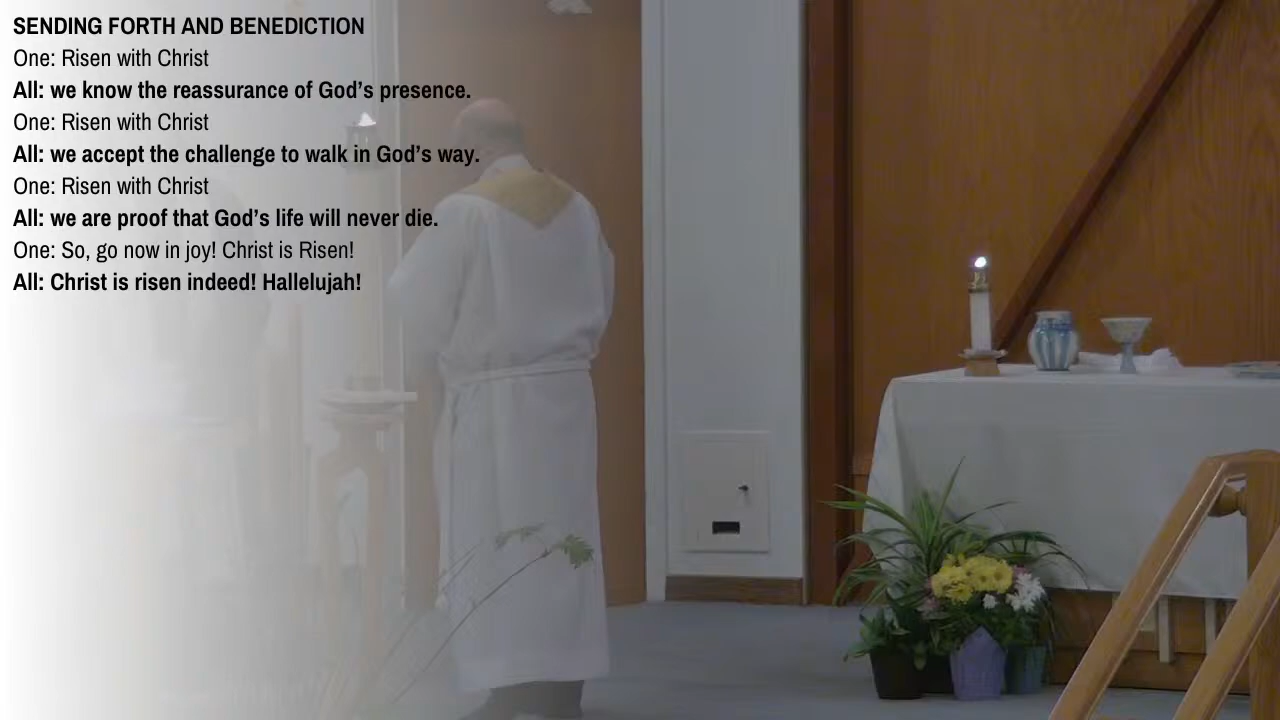 SENDING FORTH AND BENEDICTION
One: Risen with Christ
All: we know the reassurance of God’s presence.
One: Risen with Christ
All: we accept the challenge to walk in God’s way.
One: Risen with Christ
All: we are proof that God’s life will never die.
One: So, go now in joy! Christ is Risen!
All: Christ is risen indeed! Hallelujah!